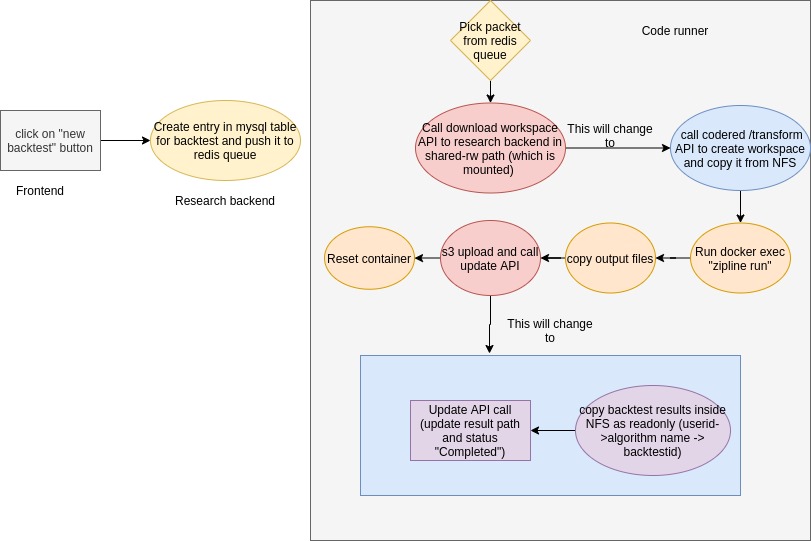 Pick packet
from redis
queue
Code runner
click on "new
backtest" button
Frontend
Create entry in mysql table
for backtest and push it to
redis queue
Research backend
Call download workspace
API to research backend in
shared-rw path (which is
mounted)
This will change
to
call codered /transform
API to create workspace
and copy it from NFS
Reset container
s3 upload and call
update API
copy output files
Run docker exec
"zipline run"
This will change
to
Update API call
(update result path
and status
"Completed")
copy backtest results inside
NFS as readonly (userid-
>algorithm name ->
backtestid)